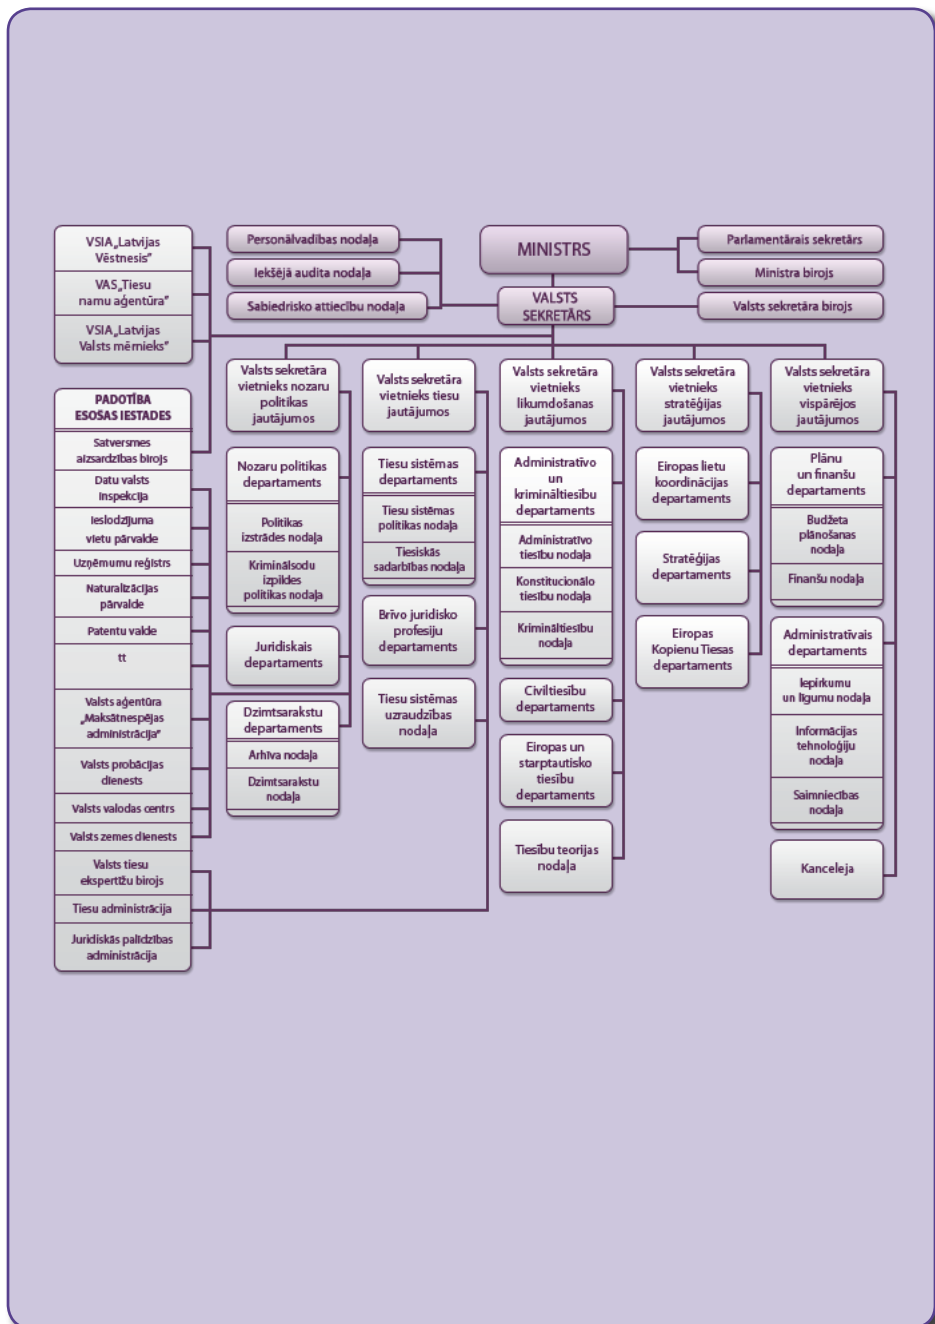 VSIA „Latvijas
Vēstnesis”
VAS „Tiesu
namu aģentūra”
VSIA „Latvijas
Valsts mērnieks”
Personālvadības nodaļa
Iekšējā audita nodaļa
Sabiedrisko attiecību nodaļa
MINISTRS
VALSTS
SEKRETĀRS
Parlamentārais sekretārs
Ministra birojs
Valsts sekretāra birojs
PADOTĪBA
ESOŠAS IESTADES
Satversmes
aizsardzības birojs
Datu valsts
inspekcija
Ieslodzījuma
vietu pārvalde
Uzņēmumu reģistrs
Naturalizācijas
pārvalde
Patentu valde
tt
Valsts aģentūra
„Maksātnespējas
administrācija”
Valsts probācijas
dienests
Valsts valodas centrs
Valsts zemes dienests
Valsts tiesu
ekspertīžu birojs
Tiesu administrācija
Juridiskās palīdzības
administrācija
Valsts sekretāra
vietnieks nozaru
politikas
jautājumos
Nozaru politikas
departaments
Politikas
izstrādes nodaļa
Kriminālsodu
izpildes
politikas nodaļa
Juridiskais
departaments
Dzimtsarakstu
departaments
Arhīva nodaļa
Dzimtsarakstu
nodaļa
Valsts sekretāra
vietnieks tiesu
jautājumos
Tiesu sistēmas
departaments
Tiesu sistēmas
politikas nodaļa
Tiesiskās
sadarbības nodaļa
Brīvo juridisko
profesiju
departaments
Tiesu sistēmas
uzraudzības
nodaļa
Valsts sekretāra
vietnieks
likumdošanas
jautājumos
Administratīvo
un
krimināltiesību
departaments
Administratīvo
tiesību nodaļa
Konstitucionālo
tiesību nodaļa
Krimināltiesību
nodaļa
Civiltiesību
departaments
Eiropas un
starptautisko
tiesību
departaments
Tiesību teorijas
nodaļa
Valsts sekretāra
vietnieks
stratēģijas
jautājumos
Eiropas lietu
koordinācijas
departaments
Stratēģijas
departaments
Eiropas
Kopienu Tiesas
departaments
Valsts sekretāra
vietnieks
vispārējos
jautājumos
Plānu
un finanšu
departaments
Budžeta
plānošanas
nodaļa
Finanšu nodaļa
Administratīvais
departaments
Iepirkumu
un līgumu nodaļa
Informācijas
tehnoloģiju
nodaļa
Saimniecības
nodaļa
Kanceleja